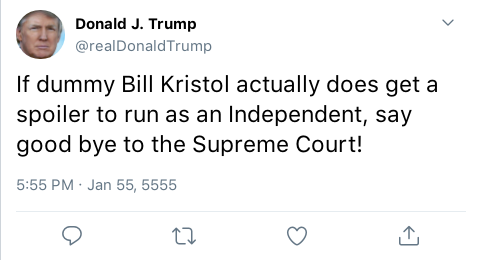 Donald J. Trump
@realDonaldTrump
If dummy Bill Kristol actually does get a
spoiler to run as an Independent, say
good bye to the Supreme Court!
5:55 PM · Jan 55, 5555